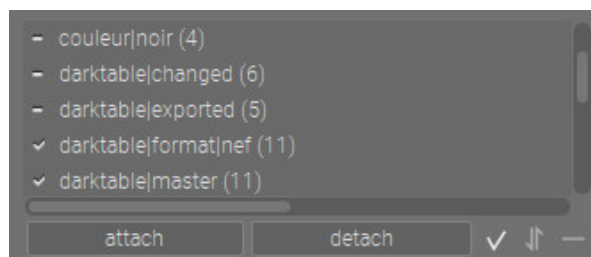 couleur|noir (4)
darktable|changed (6)
darktable|exported (5)
darktable|format|nef (11)
darktable|master (11)
attach detach